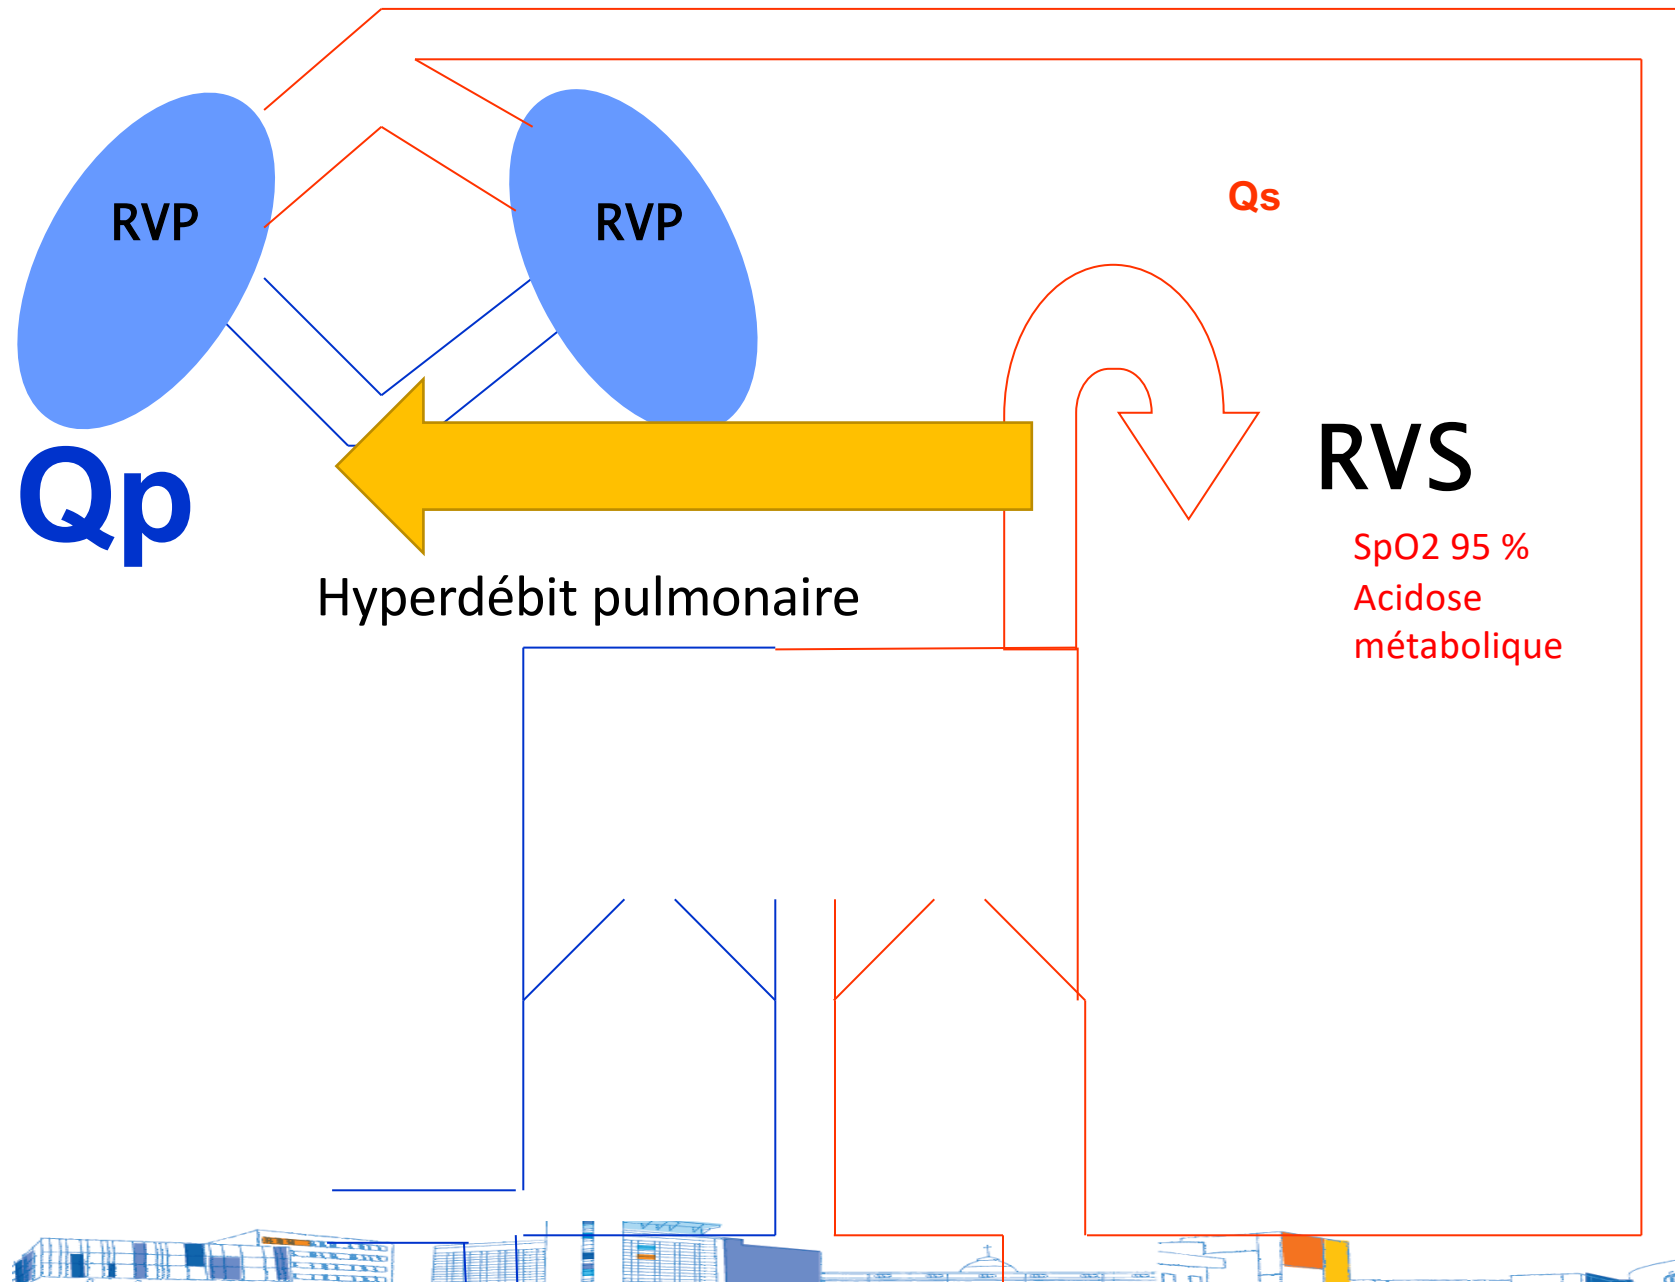 Qs
RVP
RVP
RVS
Qp
SpO2 95 %
Acidose
métabolique
Hyperdébit pulmonaire